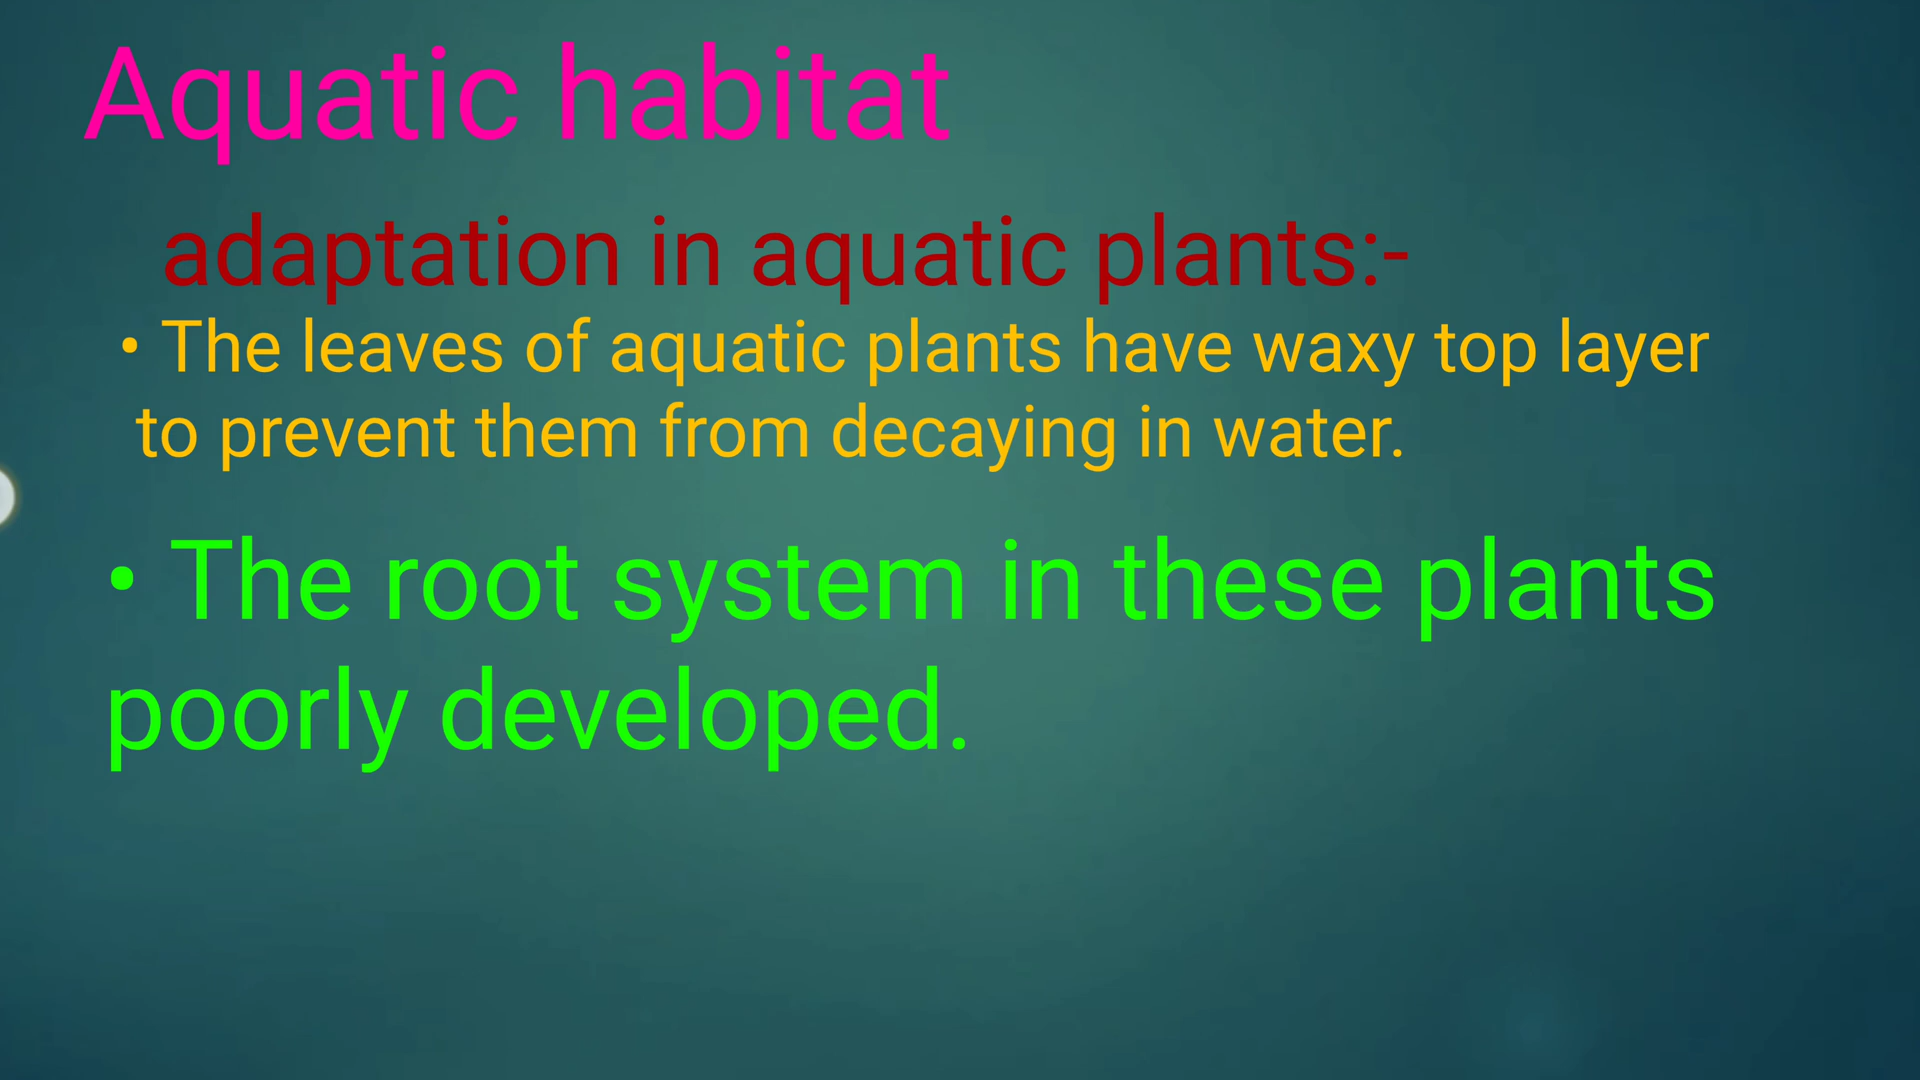 Aquatic habitat
adaptation in aquatic plants:-
• The leaves of aquatic plants have waxy top layer
to prevent them from decaying in water.
• The root system in these plants
poorly developed.